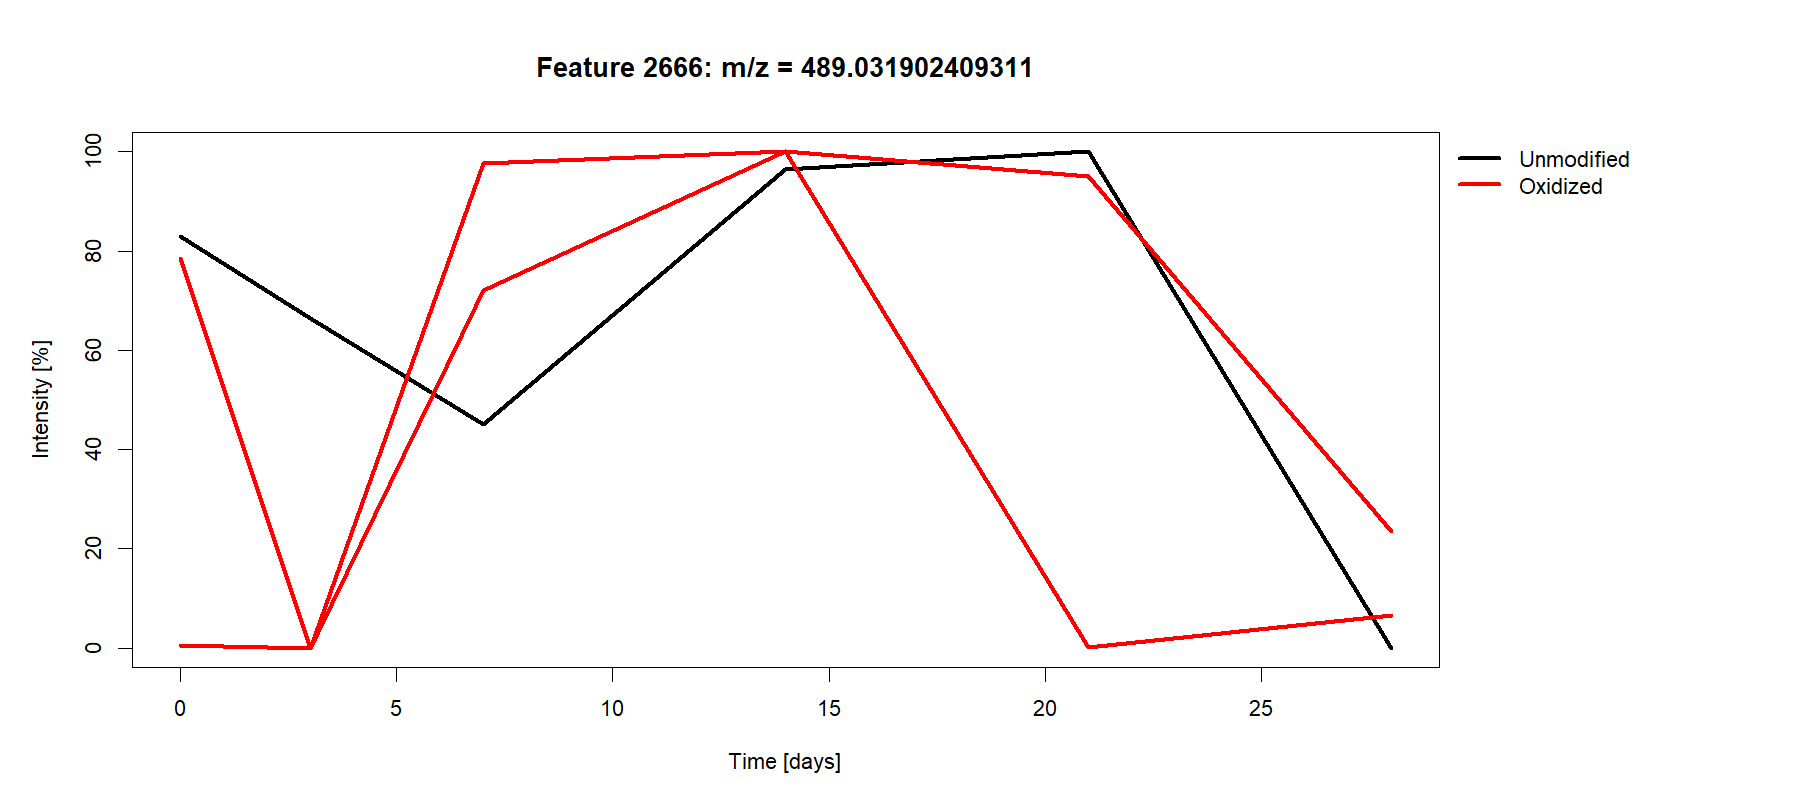 Feature 2666: m/z = 489.031902409311
Unmodified
Oxidized
Intensity [%]
100
80
60
40
20
0
0 5 10 15 20 25
Time [days]